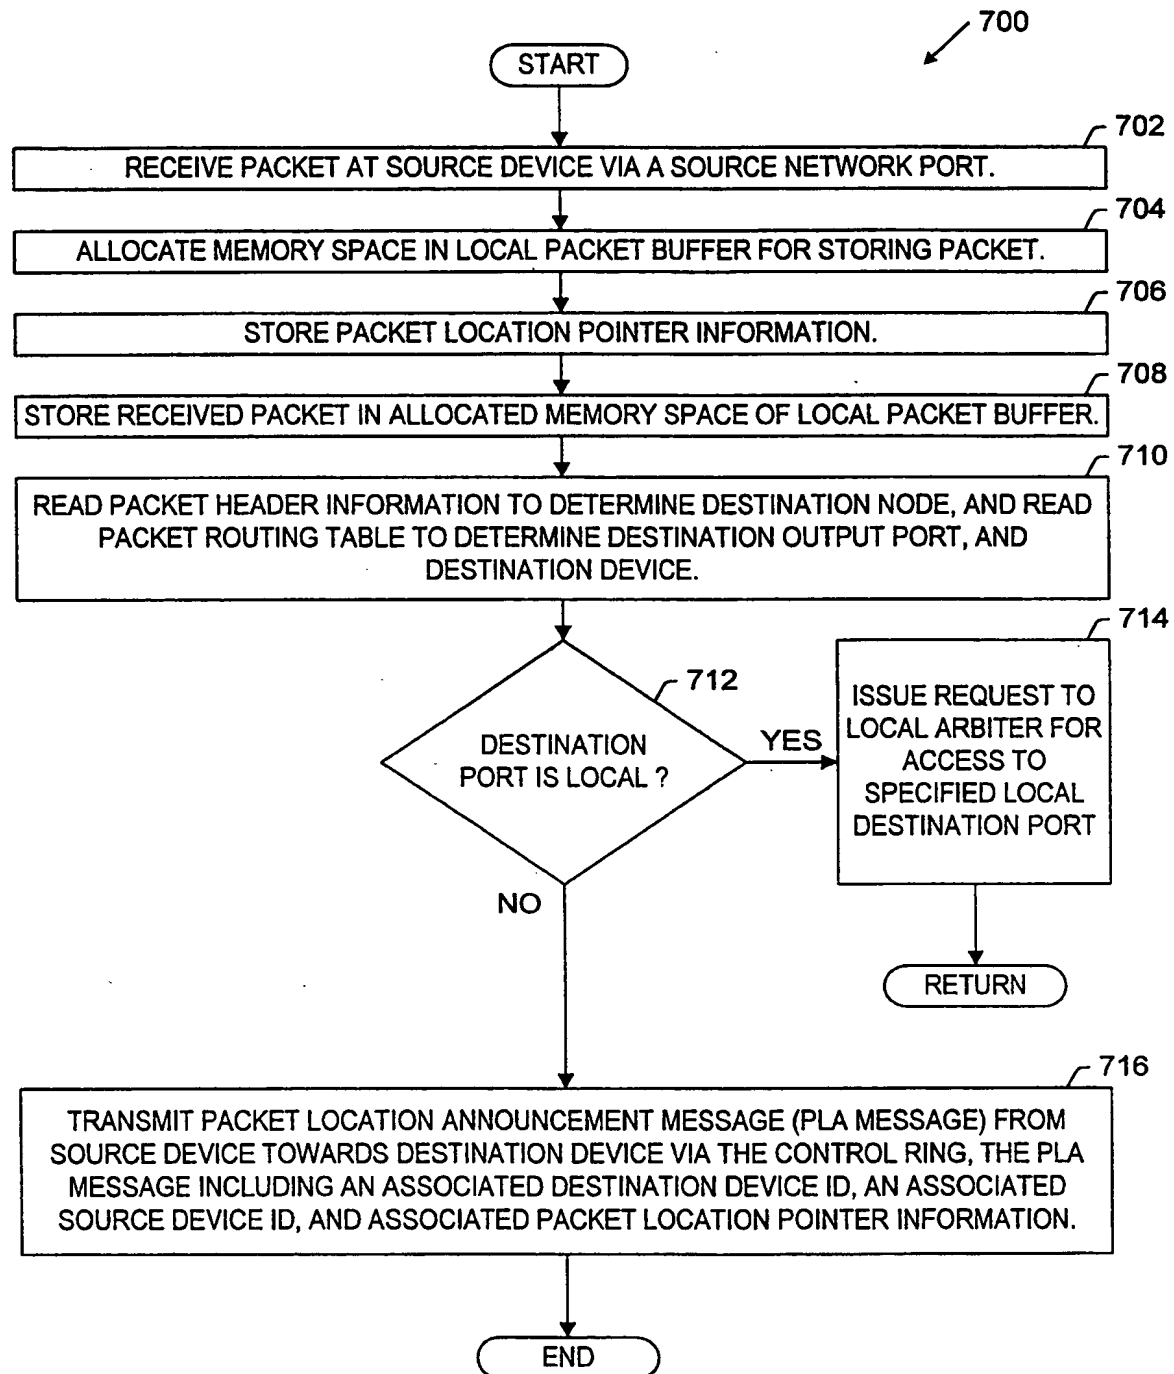 700
START
702
RECEIVE PACKET AT SOURCE DEVICE VIA A SOURCE NETWORK PORT.
704
ALLOCATE MEMORY SPACE IN LOCAL PACKET BUFFER FOR STORING PACKET.
706
STORE PACKET LOCATION POINTER INFORMATION.
708
STORE RECEIVED PACKET IN ALLOCATED MEMORY SPACE OF LOCAL PACKET BUFFER.
710
READ PACKET HEADER INFORMATION TO DETERMINE DESTINATION NODE, AND READ
PACKET ROUTING TABLE TO DETERMINE DESTINATION OUTPUT PORT, AND
DESTINATION DEVICE.
712
DESTINATION
PORT IS LOCAL ?
YES
714
ISSUE REQUEST TO
LOCAL ARBITER FOR
ACCESS TO
SPECIFIED LOCAL
DESTINATION PORT
RETURN
NO
716
TRANSMIT PACKET LOCATION ANNOUNCEMENT MESSAGE (PLA MESSAGE) FROM
SOURCE DEVICE TOWARDS DESTINATION DEVICE VIA THE CONTROL RING, THE PLA
MESSAGE INCLUDING AN ASSOCIATED DESTINATION DEVICE ID, AN ASSOCIATED
SOURCE DEVICE ID, AND ASSOCIATED PACKET LOCATION POINTER INFORMATION.
END